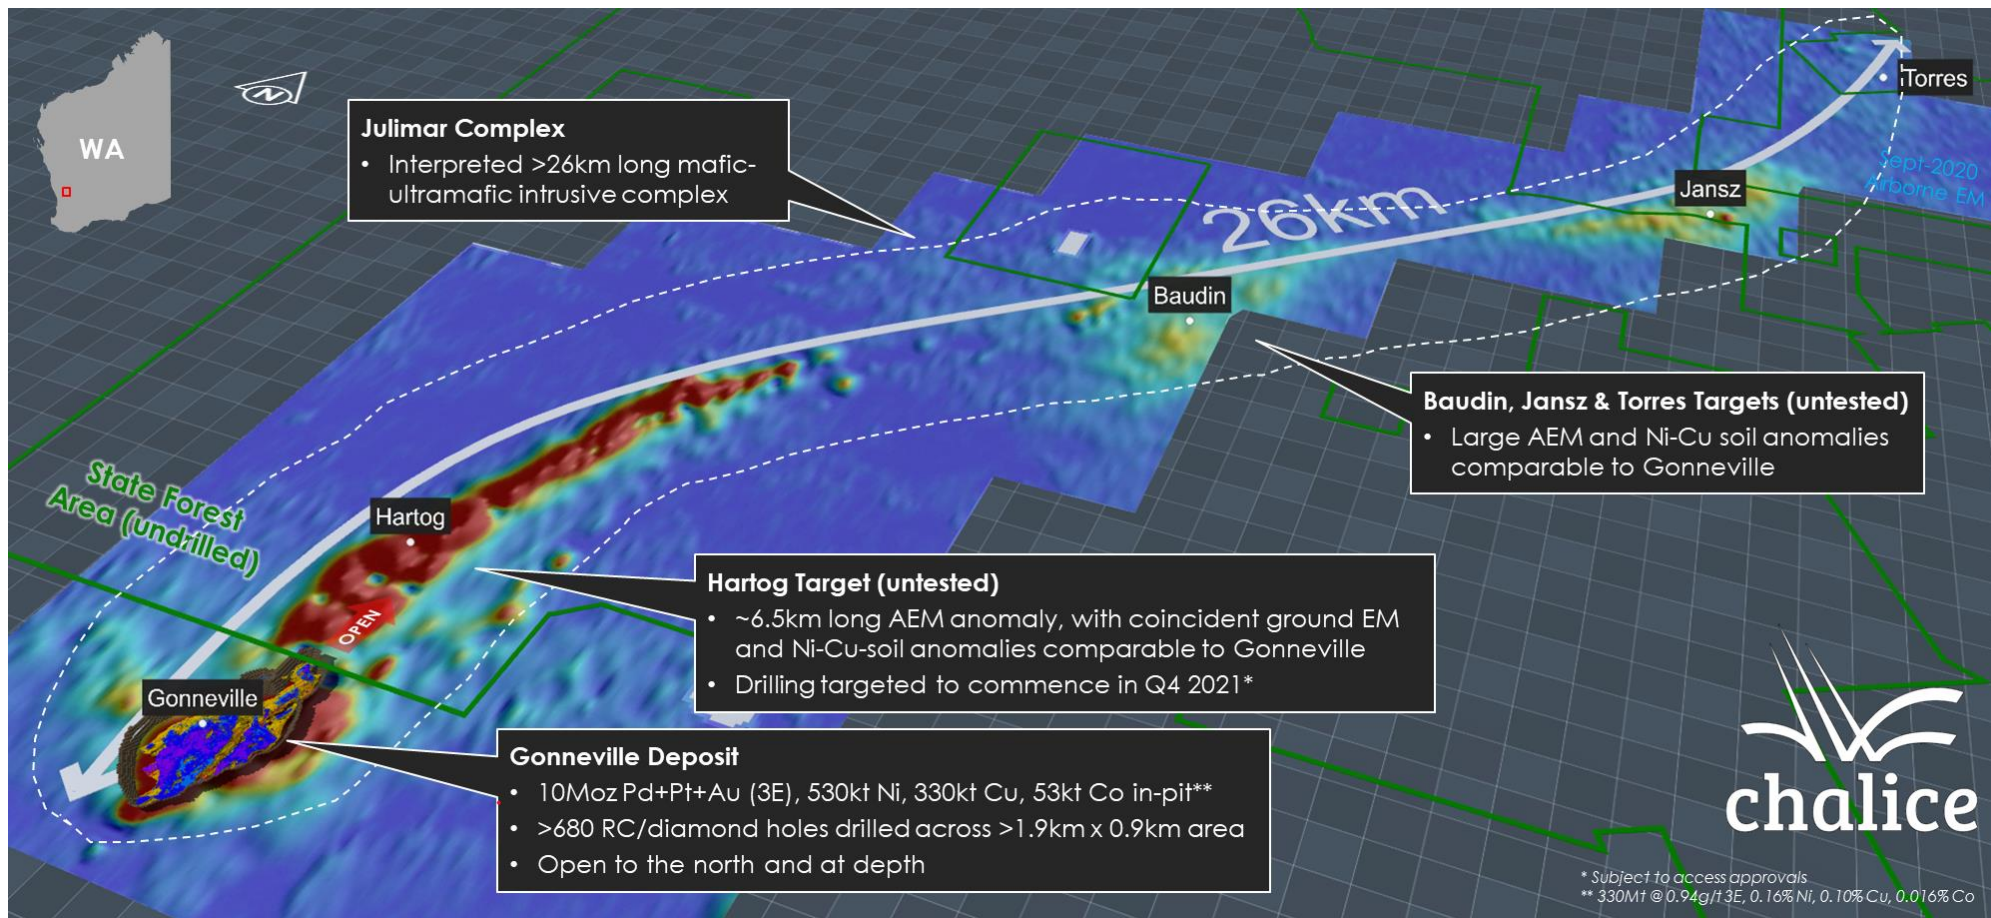 WA
N
Julimar Complex
• Interpreted >26km long mafic-
ultramafic intrusive complex
26km
Torres
Sept-2020
Airborne EM
Jansz
Baudin
Baudin, Jansz & Torres Targets (untested)
• Large AEM and Ni-Cu soil anomalies
comparable to Gonneville
State Forest
Area (undrilled)
Hartog
OPEN
Hartog Target (untested)
• ~6.5km long AEM anomaly, with coincident ground EM
and Ni-Cu-soil anomalies comparable to Gonneville
• Drilling targeted to commence in Q4 2021*
Gonneville
Gonneville Deposit
• 10Moz Pd+Pt+Au (3E), 530kt Ni, 330kt Cu, 53kt Co in-pit**
• >680 RC/diamond holes drilled across >1.9km x 0.9km area
• Open to the north and at depth
chalice
* Subject to access approvals
** 330Mt @ 0.94g/t 3E, 0.16% Ni, 0.10% Cu, 0.016% Co